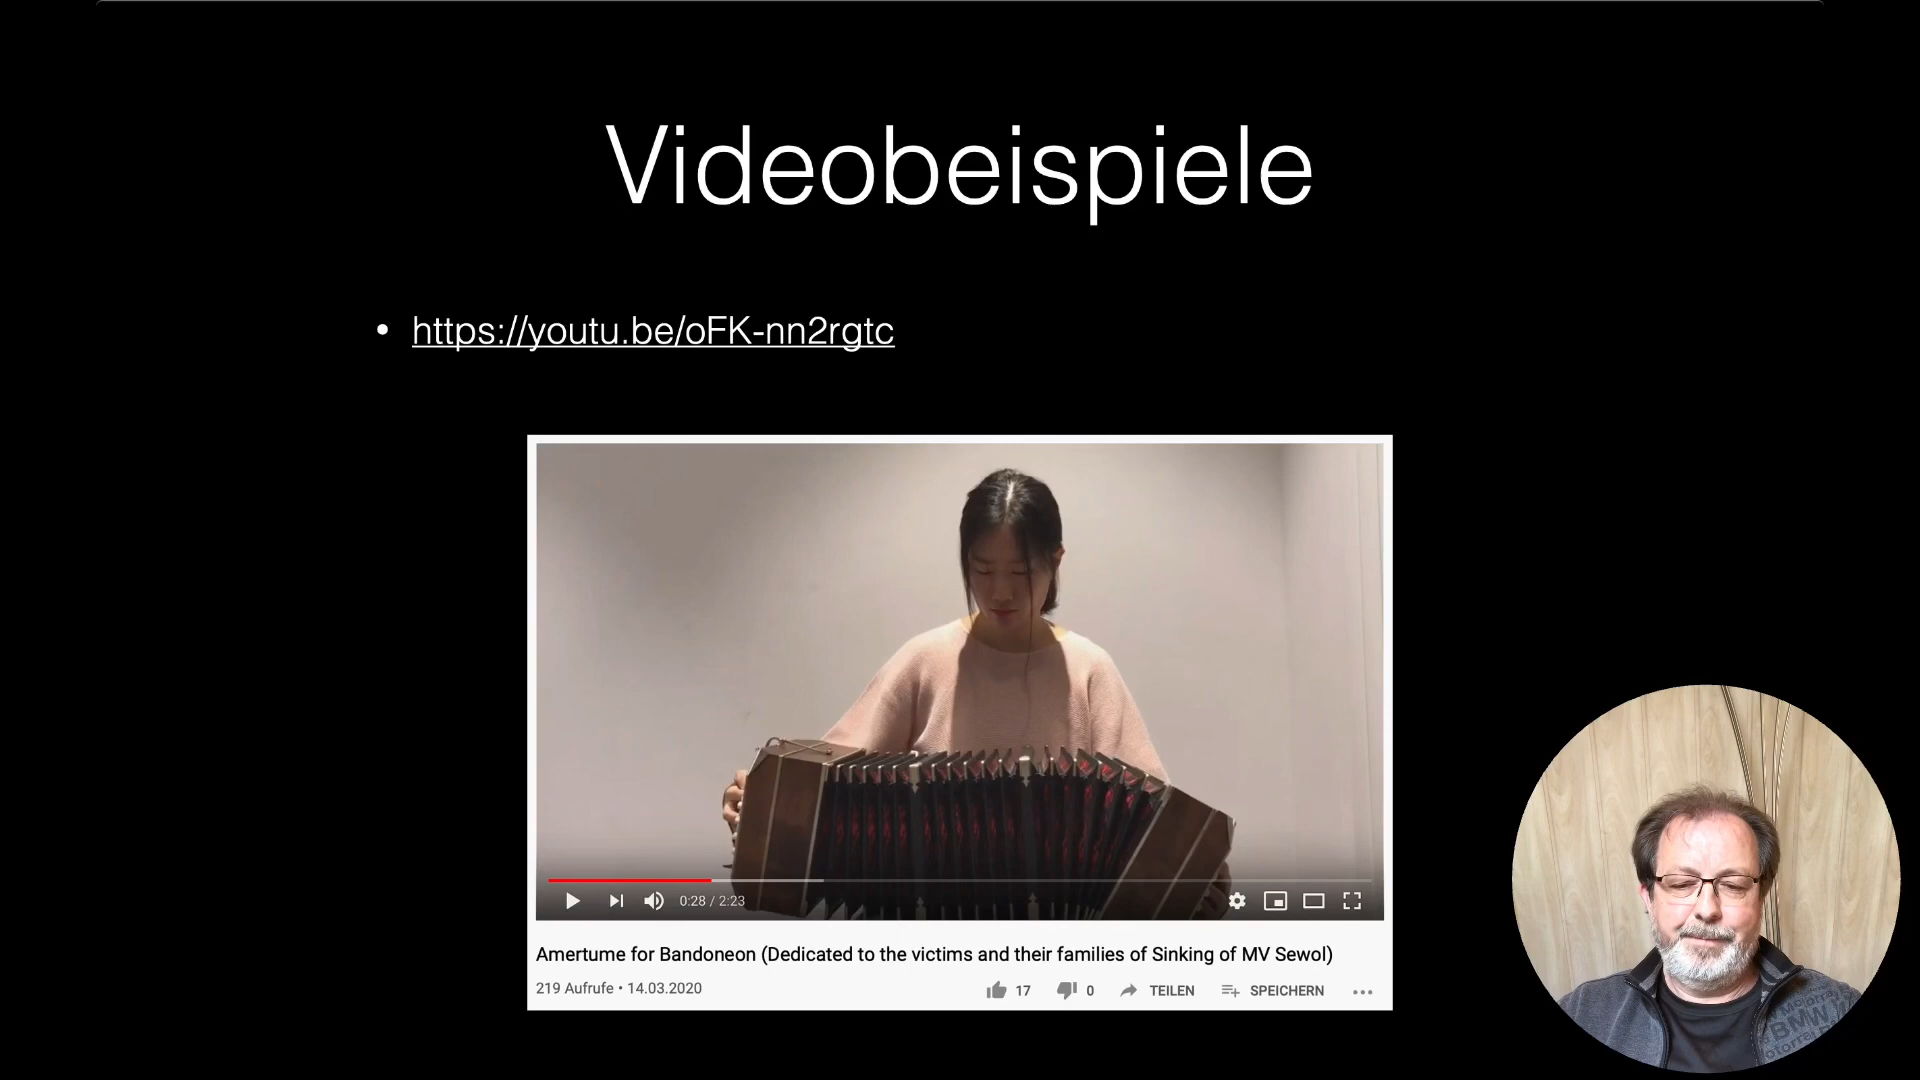 Videobeispiele
• https://youtu.be/oFK-nn2rgtc
0:28 / 2:23
Amertume for Bandoneon (Dedicated to the victims and their families of Sinking of MV Sewol)
219 Aufrufe • 14.03.2020
17 0 TEILEN SPEICHERN ...
BMW